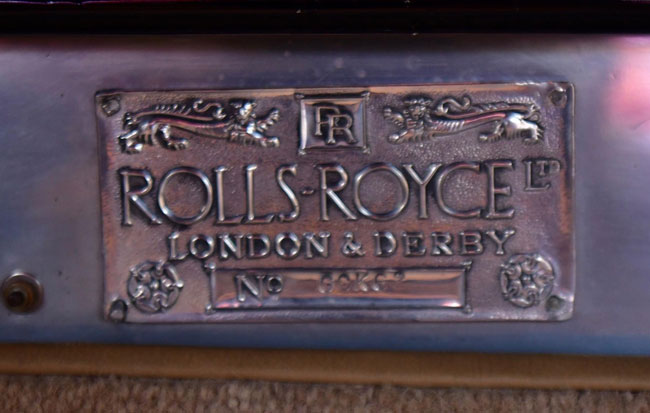 RR
ROLLS-ROYCE LTD
LONDON & DERBY
No